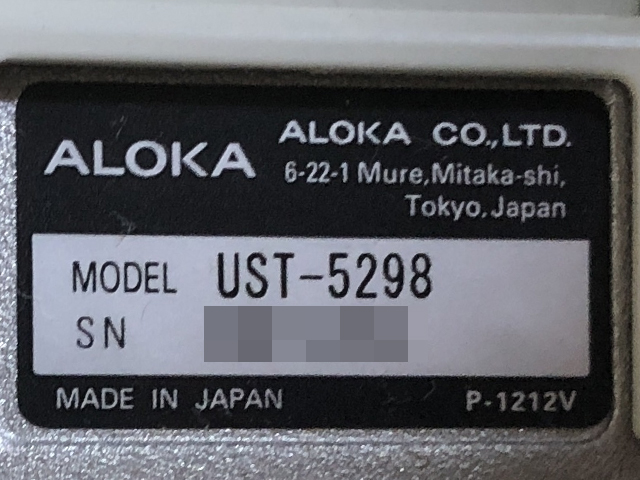 ALOKA
ALOKA CO.,LTD.
6-22-1 Mure,Mitaka-shi,
Tokyo.Japan
MODEL UST-5298
SN
MADE IN JAPAN P-1212V